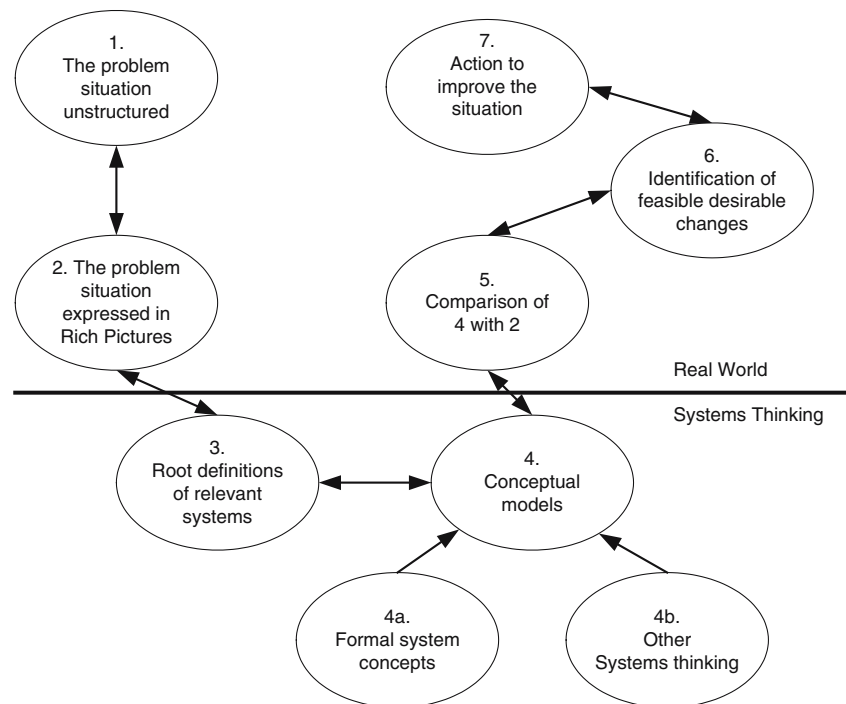 1.
The problem
situation
unstructured
2. The problem
situation
expressed in
Rich Pictures
3.
Root definitions
of relevant
systems
4.
Conceptual
models
4a.
Formal system
concepts
4b.
Other
Systems thinking
5.
Comparison of
4 with 2
6.
Identification of
feasible desirable
changes
7.
Action to
improve the
situation
Real World
Systems Thinking